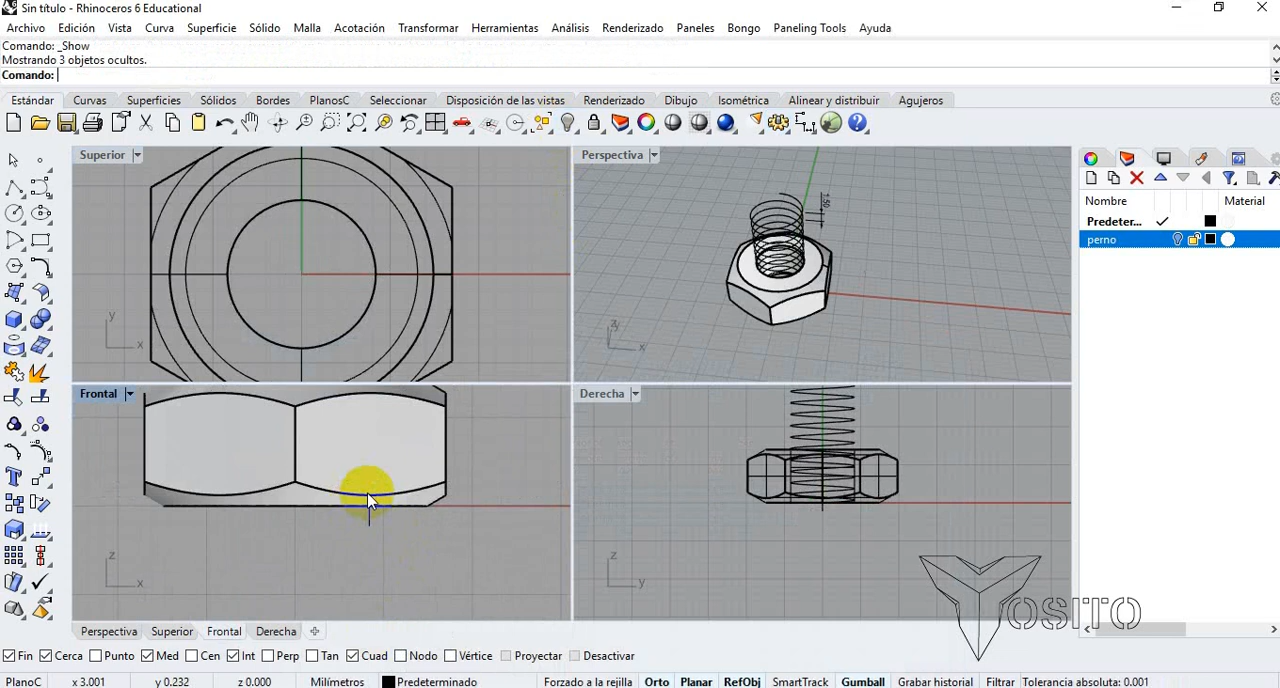 Sin título - Rhinoceros 6 Educational
Archivo Edición Vista Curva Superficie Sólido Malla Acotación Transformar Herramientas Análisis Renderizado Paneles Bongo Paneling Tools Ayuda
Comando: _Show
Mostrando 3 objetos ocultos.
Comando:
Estándar Curvas Superficies Sólidos Bordes PlanosC Seleccionar Disposición de las vistas Renderizado Dibujo Isométrica Alinear y distribuir Agujeros
Superior
Perspectiva
Nombre Material
Predeter...
perno
1.50
y
x
z
x
Frontal
Derecha
z
x
z
y
YOSITO
Perspectiva Superior Frontal Derecha
Fin Cerca Punto Med Cen Int Perp Tan Cuad Nodo Vértice Proyectar Desactivar
PlanoC x 3.001 y 0.232 z 0.000 Milímetros Predeterminado Forzado a la rejilla Orto Planar RefObj SmartTrack Gumball Grabar historial Filtrar Tolerancia absoluta: 0.001